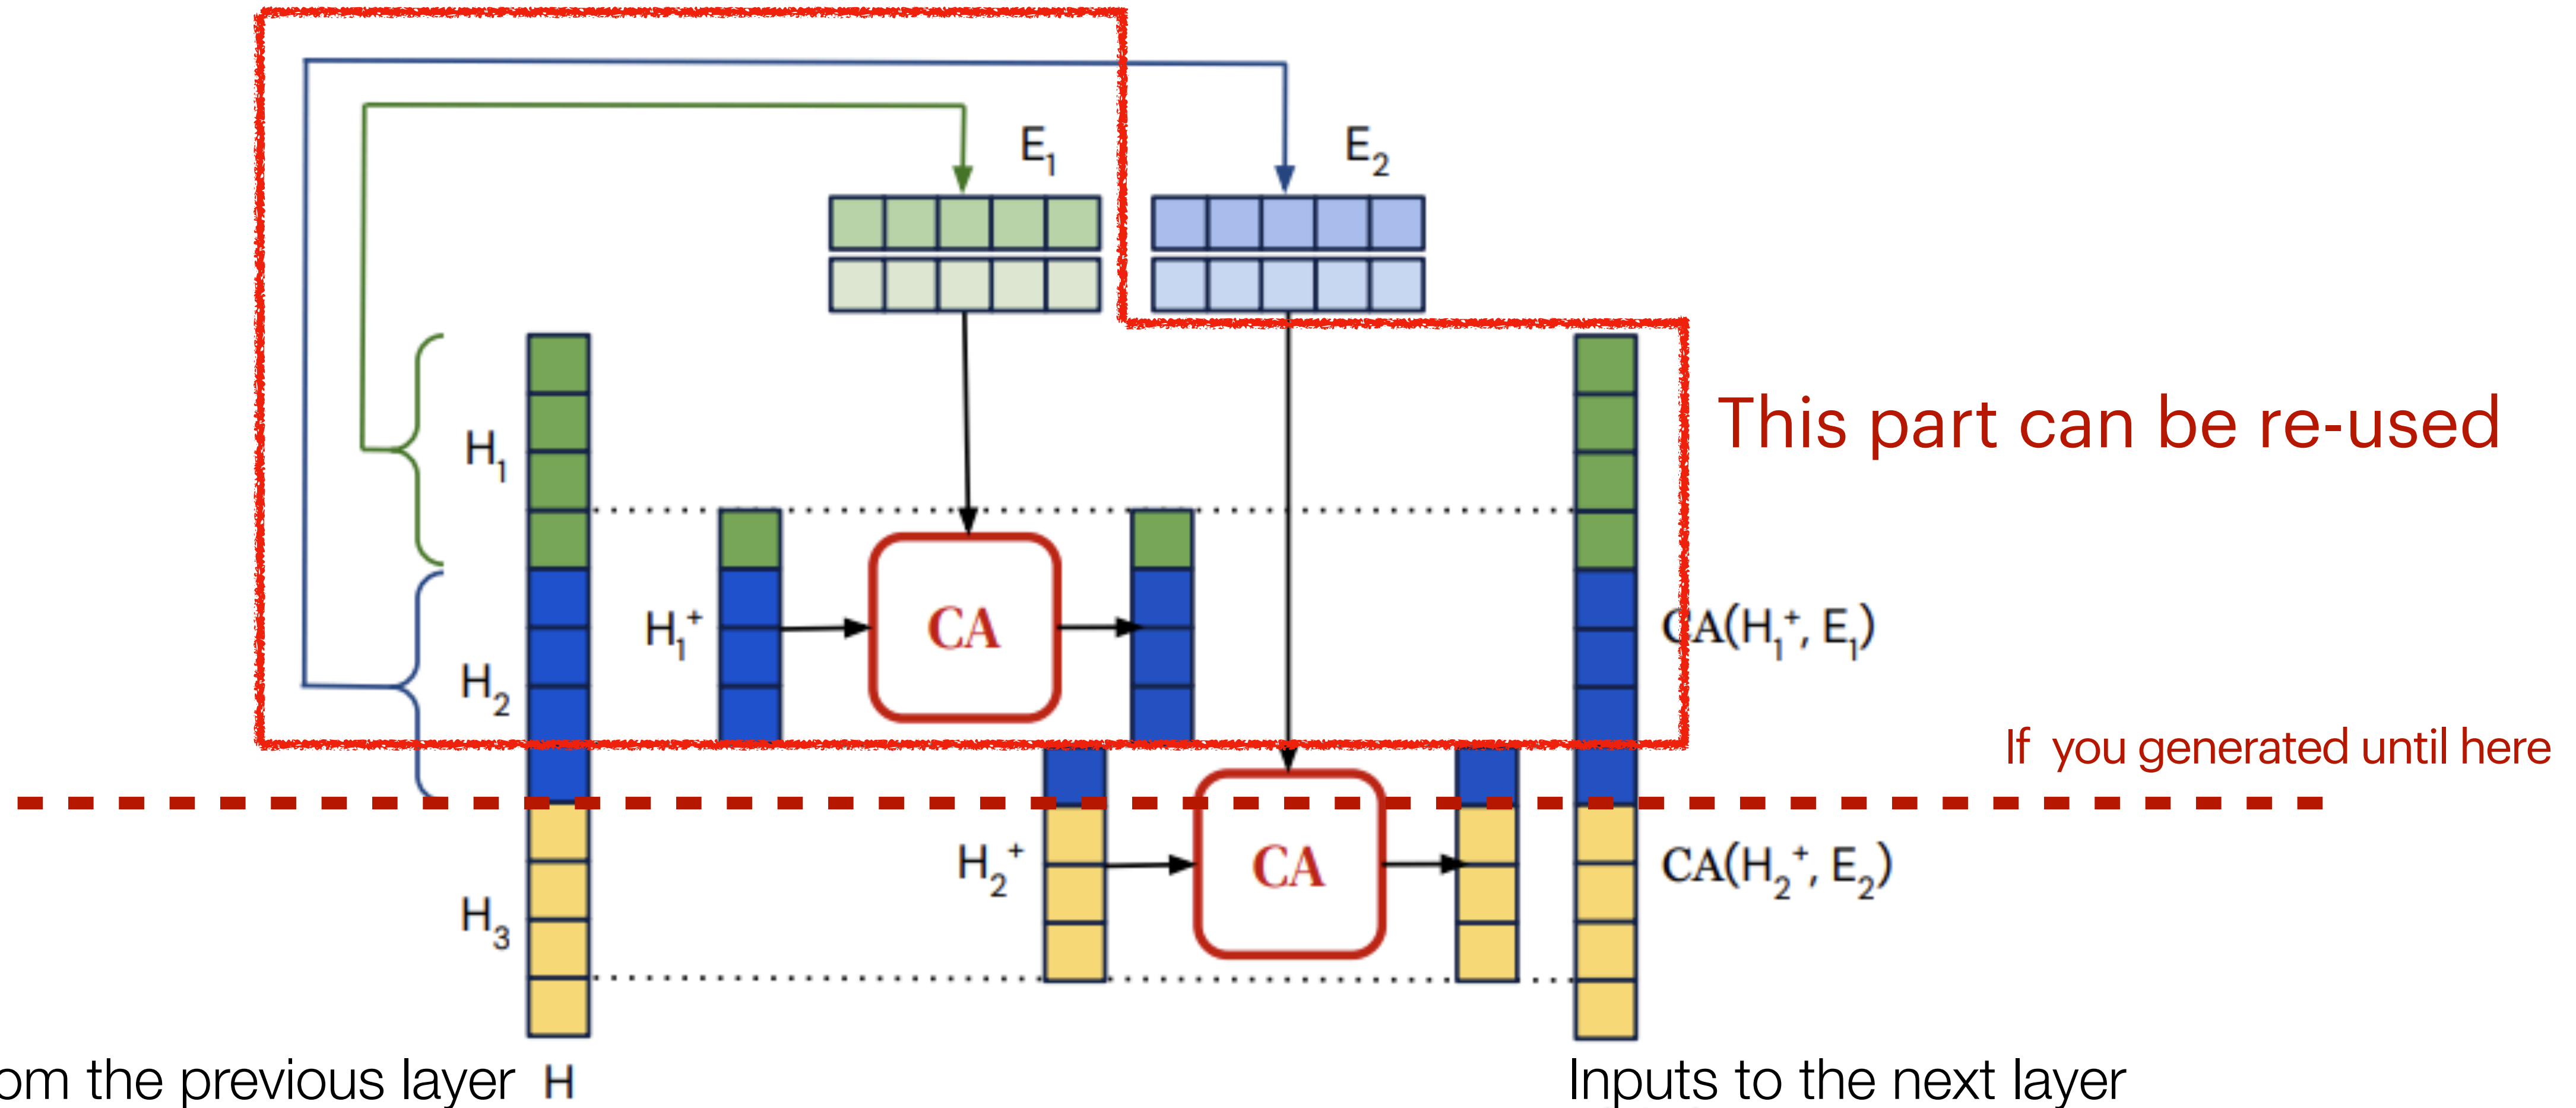 E1
E2
H1
This part can be re-used
H1+
CA
CA(H1+, E1)
H2
If you generated until here
H2+
CA
CA(H2+, E2)
H3
the previous layer
H
Inputs to the next layer